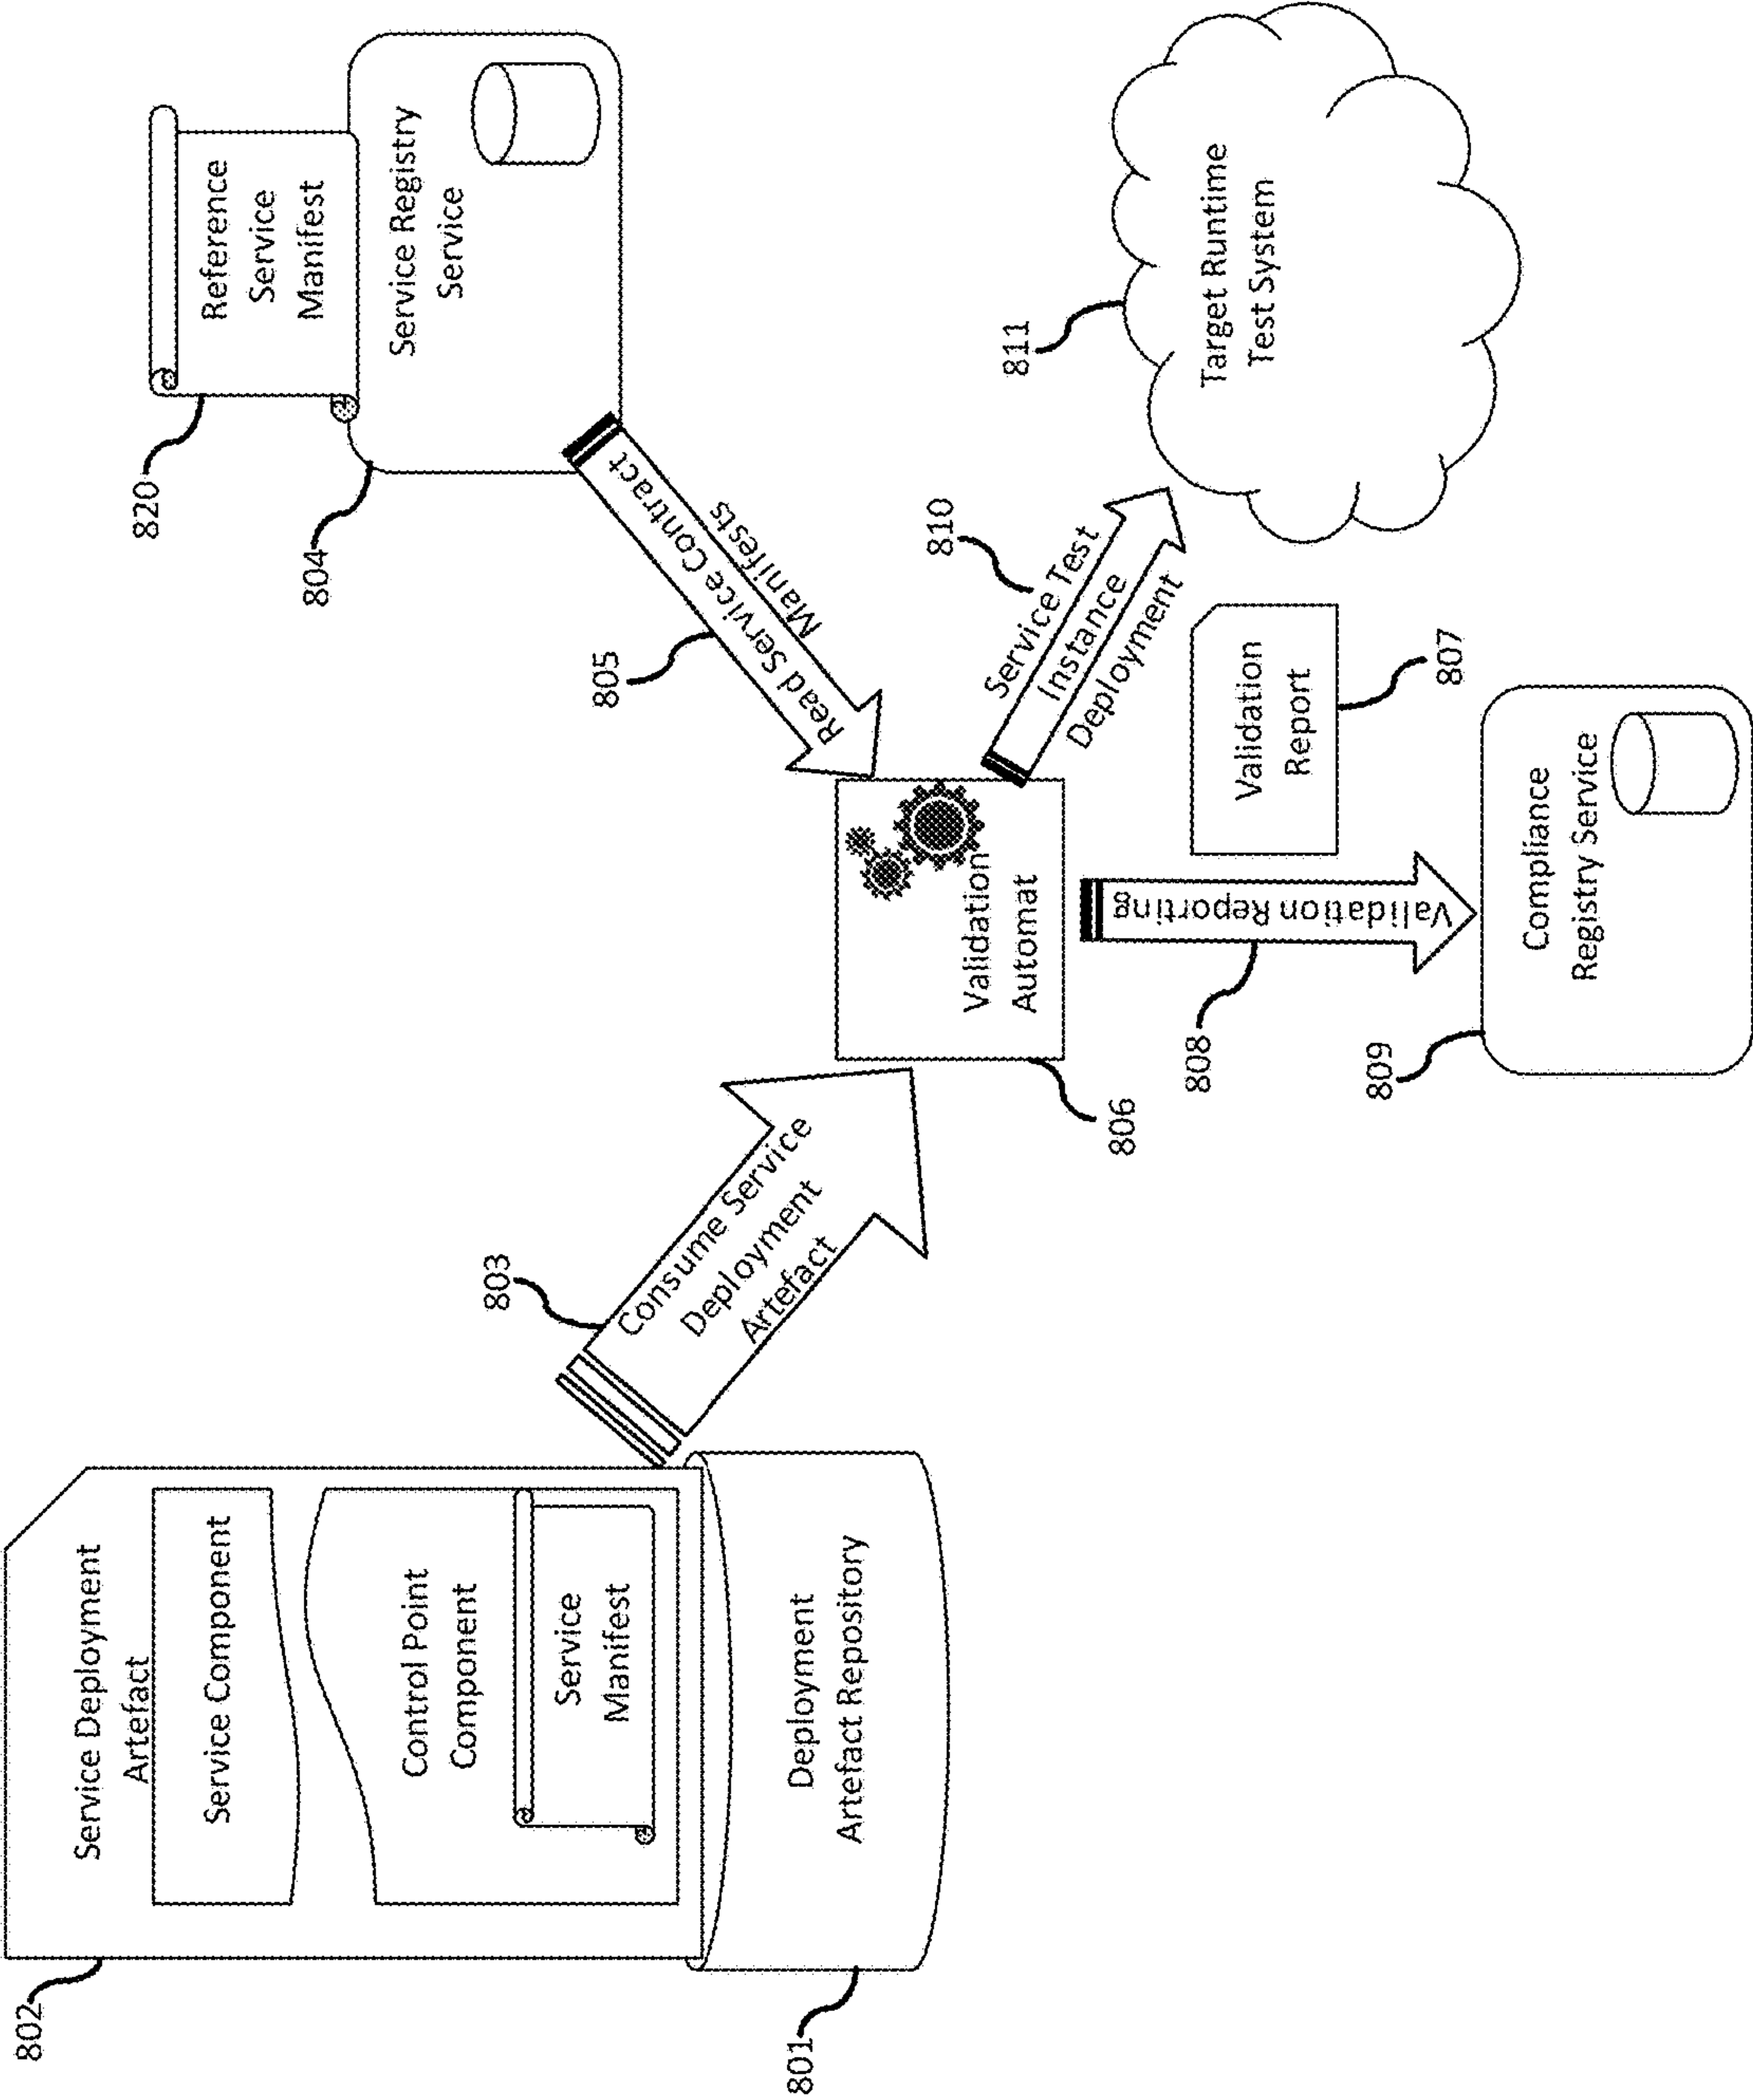 802
Service Deployment
Artefact
Service Component
Control Point
Component
Service
Manifest
801
Deployment
Artefact Repository
803
Consume Service
Deployment
Artefact
820
Reference
Service
Manifest
804
Service Registry
Service
805
Read Service Contract
Manifests
806
Validation
Automat
810
Service Test
Instance
Deployment
811
Target Runtime
Test System
808
Validation Reporting
Validation
Report
807
809
Compliance
Registry Service